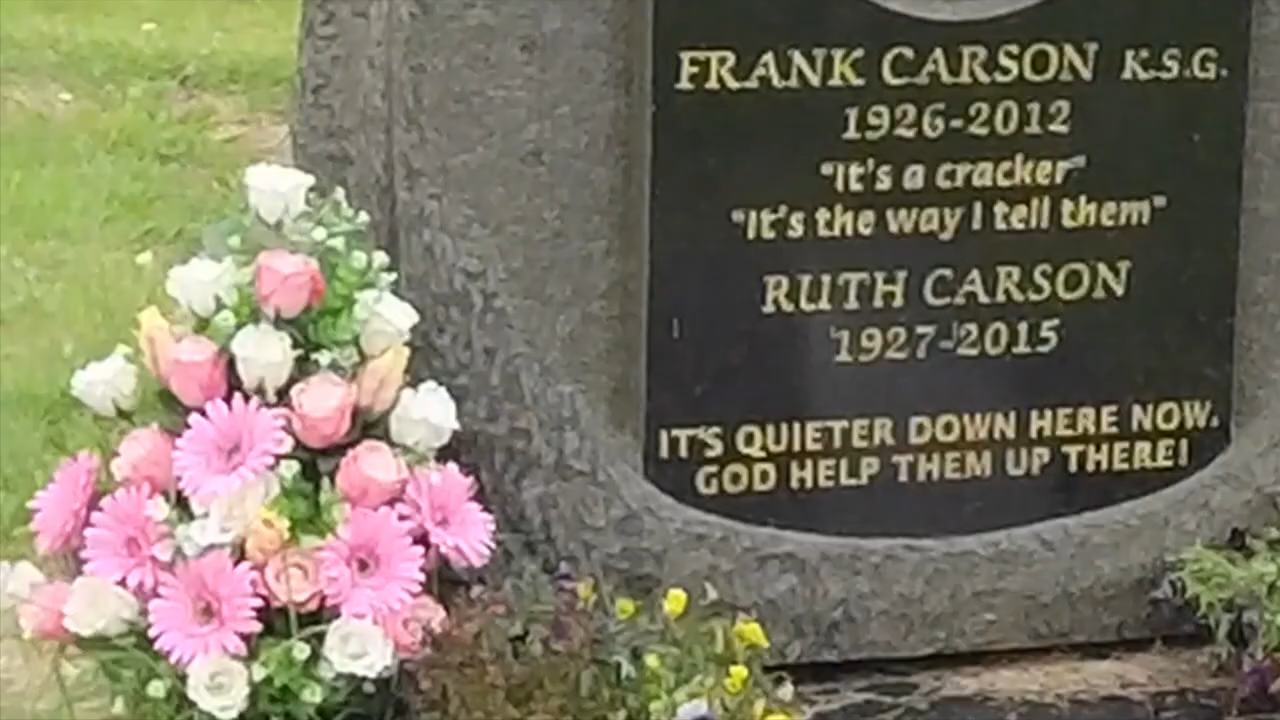 FRANK CARSON K.S.G.
1926-2012
"It's a cracker"
"It's the way I tell them"
RUTH CARSON
1927-2015
IT'S QUIETER DOWN HERE NOW.
GOD HELP THEM UP THERE!